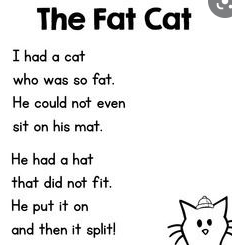 The Fat Cat
I had a cat
who was so fat.
He could not even
sit on his mat.
He had a hat
that did not fit.
He put it on
and then it split!